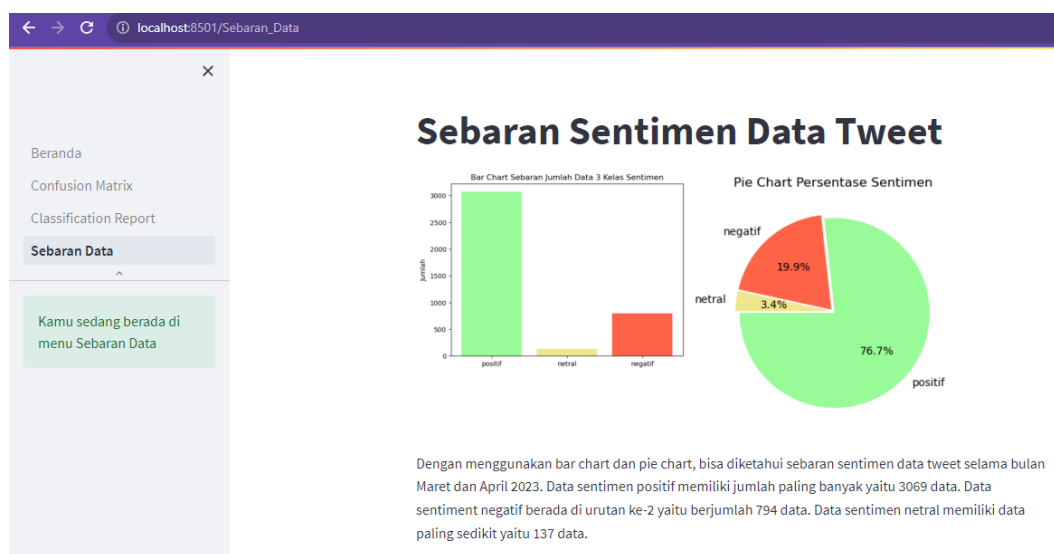 localhost:8501/Sebaran_Data
Beranda
Confusion Matrix
Classification Report
Sebaran Data
Kamu sedang berada di
menu Sebaran Data
Sebaran Sentimen Data Tweet
Bar Chart Sebaran Jumlah Data 3 Kelas Sentimen
Jumlah
3000
2500
2000
1500
1000
500
0
positif
netral
negatif
Pie Chart Persentase Sentimen
negatif
19.9%
netral
3.4%
76.7%
positif
Dengan menggunakan bar chart dan pie chart, bisa diketahui sebaran sentimen data tweet selama bulan
Maret dan April 2023. Data sentimen positif memiliki jumlah paling banyak yaitu 3069 data. Data
sentiment negatif berada di urutan ke-2 yaitu berjumlah 794 data. Data sentimen netral memiliki data
paling sedikit yaitu 137 data.